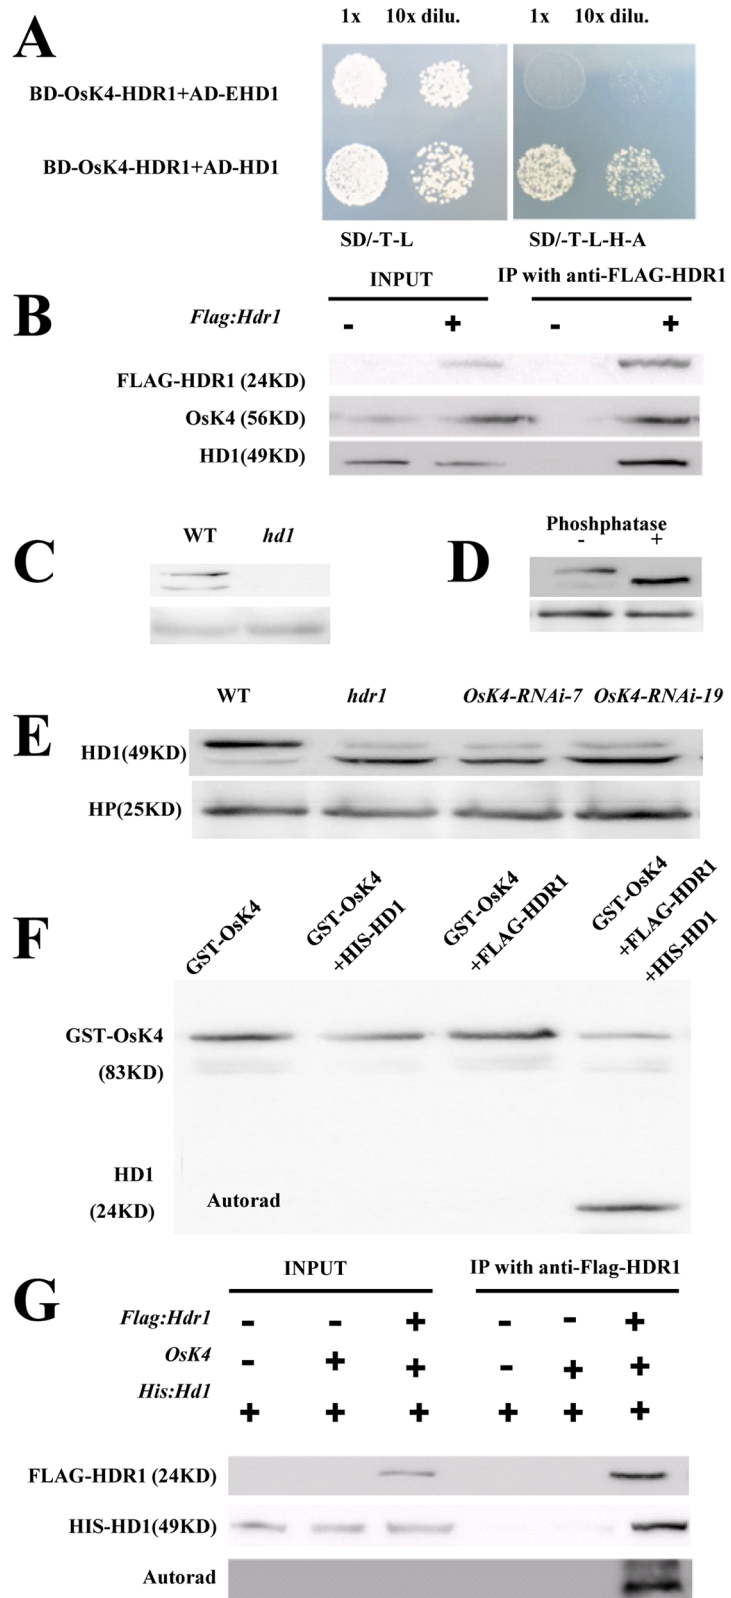 A
1x 10x dilu. 1x 10x dilu.
BD-OsK4-HDR1+AD-EHD1
BD-OsK4-HDR1+AD-HD1
SD/-T-L SD/-T-L-H-A
B
INPUT IP with anti-FLAG-HDR1
Flag:Hdr1 - + - +
FLAG-HDR1 (24KD)
OsK4 (56KD)
HD1(49KD)
C
WT hd1
D
Phoshphatase
- +
E
WT hdr1 OsK4-RNAi-7 OsK4-RNAi-19
HD1(49KD)
HP(25KD)
F
GST-OsK4
GST-OsK4
+HIS-HD1
GST-OsK4
+FLAG-HDR1
GST-OsK4
+FLAG-HDR1
+HIS-HD1
GST-OsK4
(83KD)
HD1
(24KD)
Autorad
G
INPUT IP with anti-Flag-HDR1
Flag:Hdr1 - - + - - +
OsK4 - + + - + +
His:Hd1 + + + + + +
FLAG-HDR1 (24KD)
HIS-HD1(49KD)
Autorad